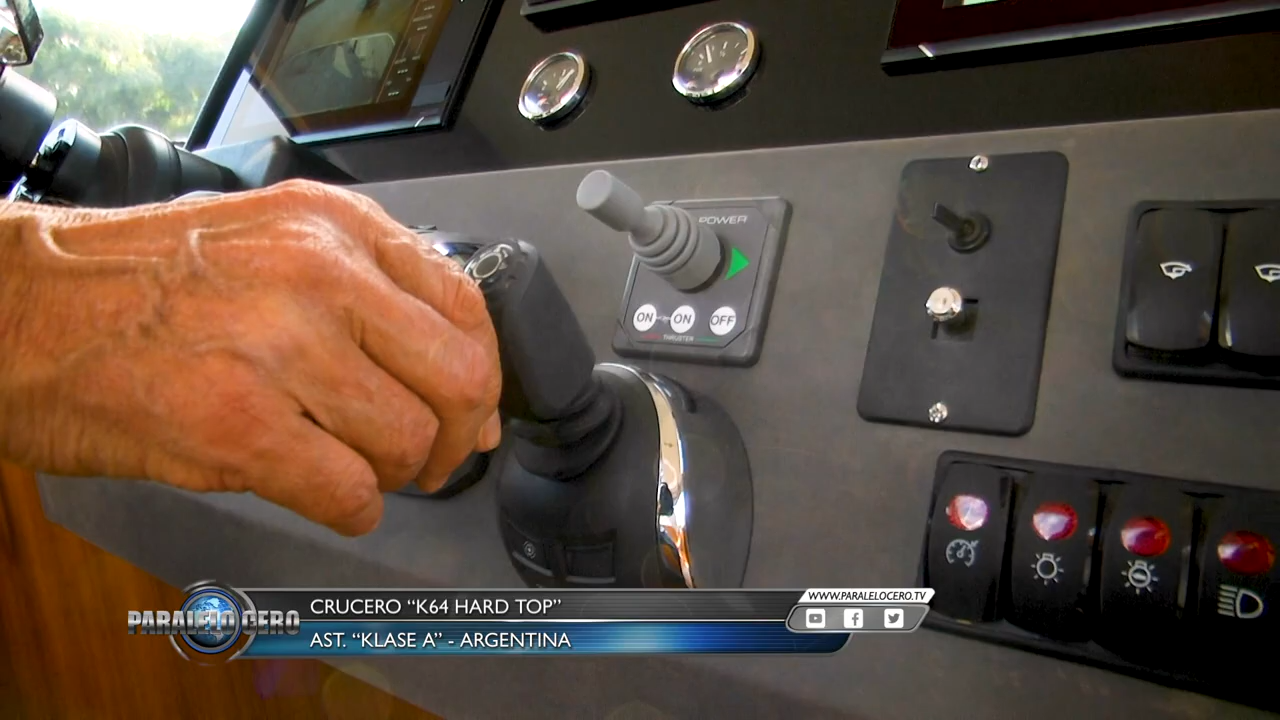 POWER
ON ON OFF
THRUSTER
PARALELO CERO
CRUCERO “K64 HARD TOP”
AST. “KLASE A” - ARGENTINA
WWW.PARALELOCERO.TV